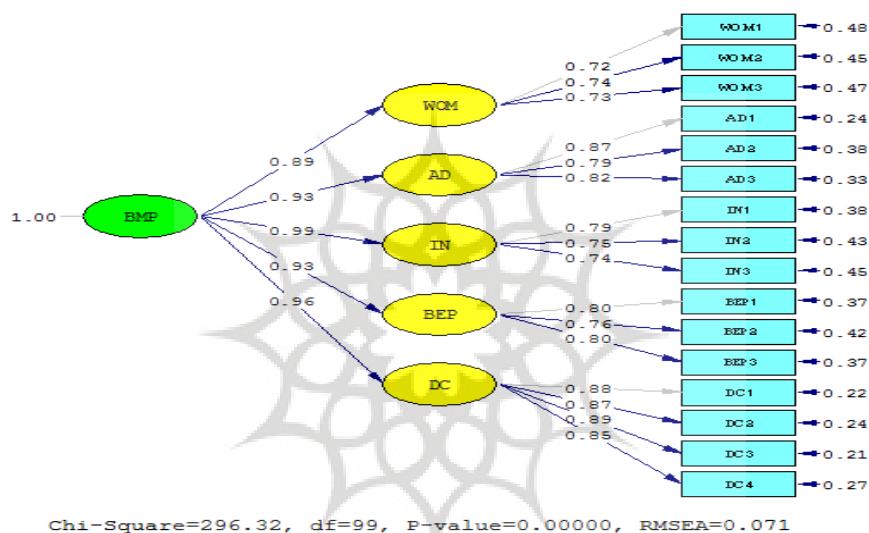 WOM1
0.48
0.72
WOM2
0.45
0.74
WOM3
0.47
0.73
WOM
AD1
0.24
0.87
0.89
AD2
0.38
0.79
AD
AD3
0.33
0.82
0.93
1.00
BMP
IN1
0.38
0.79
IN2
0.43
0.75
IN
0.99
IN3
0.45
0.74
0.93
BEP1
0.37
0.80
0.96
BEP
BEP2
0.42
0.76
BEP3
0.37
0.80
DC
DC1
0.22
0.88
DC2
0.24
0.87
DC3
0.21
0.89
DC4
0.27
0.85
Chi-Square=296.32, df=99, P-value=0.00000, RMSEA=0.071